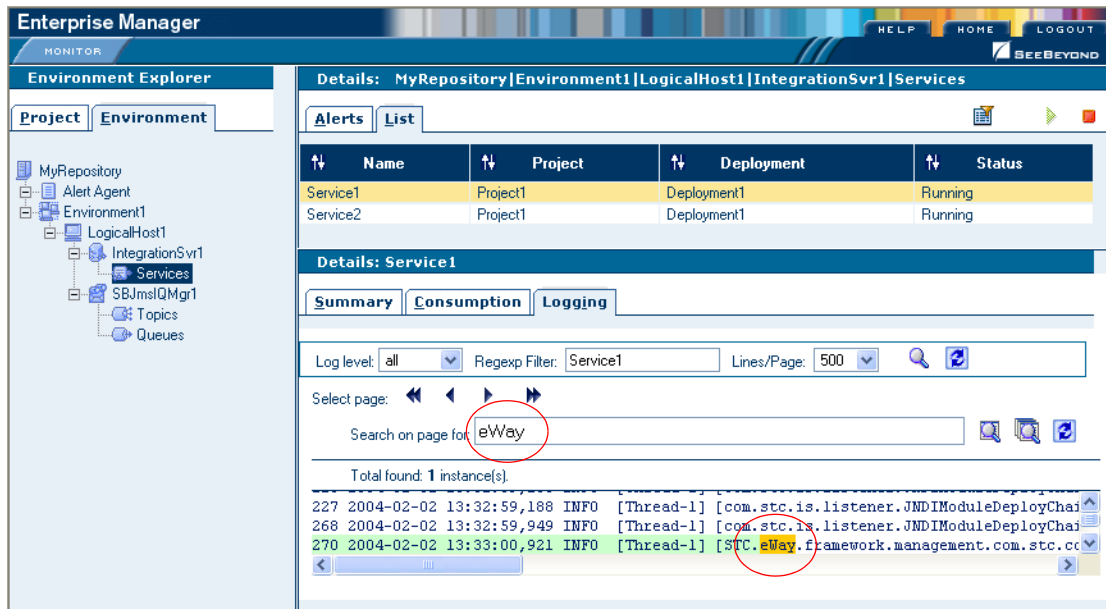 Enterprise Manager
HELP HOME LOGOUT
MONITOR
SEEBEYOND
Environment Explorer
Project Environment
MyRepository
Alert Agent
Environment1
LogicalHost1
IntegrationSvr1
Services
SBJmsIQMgr1
Topics
Queues
Details: MyRepository|Environment1|LogicalHost1|IntegrationSvr1|Services
Alerts List
Name Project Deployment Status
Service1 Project1 Deployment1 Running
Service2 Project1 Deployment1 Running
Details: Service1
Summary Consumption Logging
Log level: all Regexp Filter: Service1 Lines/Page: 500
Select page:
Search on page for: eWay
Total found: 1 instance(s).
227 2004-02-02 13:32:59,188 INFO [Thread-1] [com.stc.is.listener.JNDIModuleDeployChai
268 2004-02-02 13:32:59,949 INFO [Thread-1] [com.stc.is.listener.JNDIModuleDeployChai
270 2004-02-02 13:33:00,921 INFO [Thread-1] [STC.eWay.framework.management.com.stc.co